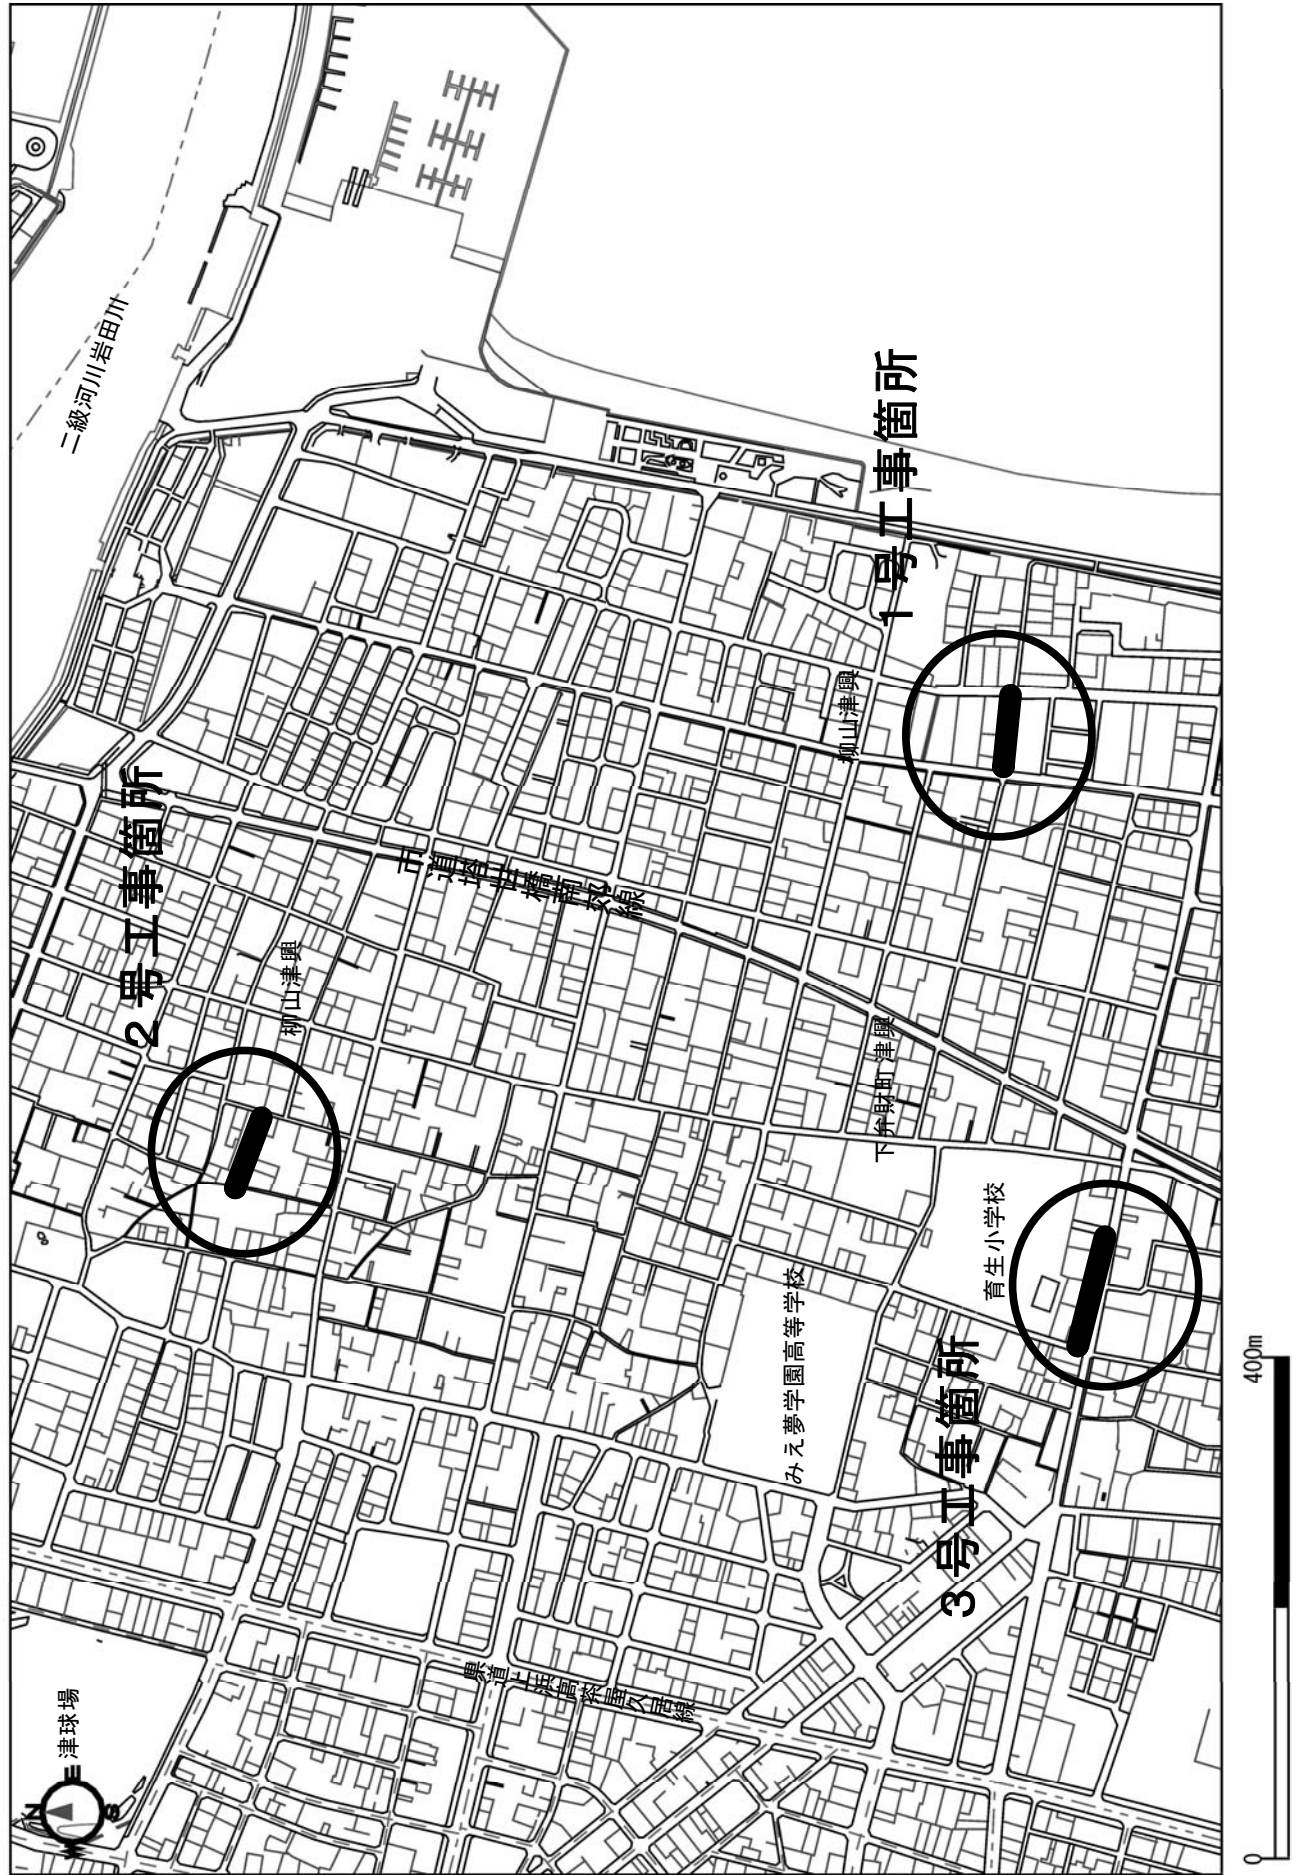 津球場
N
E
S
W
二級河川岩田川
2号工事箇所
柳山津興
市道塔世橋南郊線
県道上浜高茶屋久居線
みえ夢学園高等学校
柳山津興
1号工事箇所
下弁財町津興
育生小学校
3号工事箇所
0
400m